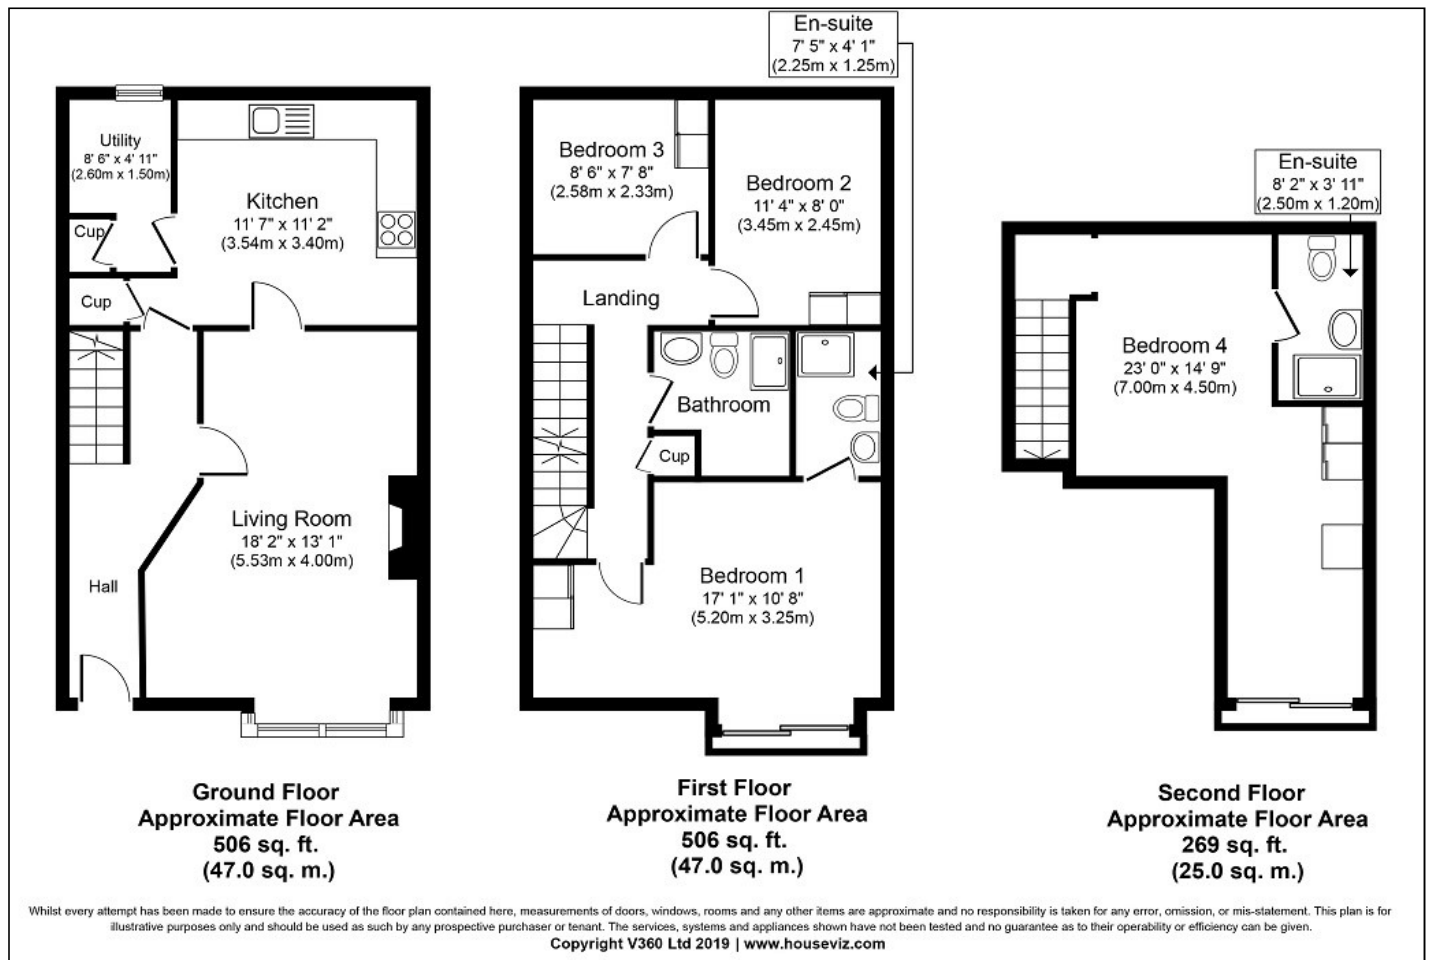 En-suite
7' 5" x 4' 1"
(2.25m x 1.25m)
Utility
8' 6" x 4' 11"
(2.60m x 1.50m)
Cup
Cup
Kitchen
11' 7" x 11' 2"
(3.54m x 3.40m)
Living Room
18' 2" x 13' 1"
(5.53m x 4.00m)
Hall
Bedroom 3
8' 6" x 7' 8"
(2.58m x 2.33m)
Bedroom 2
11' 4" x 8' 0"
(3.45m x 2.45m)
Landing
Bathroom
Cup
Bedroom 1
17' 1" x 10' 8"
(5.20m x 3.25m)
En-suite
8' 2" x 3' 11"
(2.50m x 1.20m)
Bedroom 4
23' 0" x 14' 9"
(7.00m x 4.50m)
Ground Floor
Approximate Floor Area
506 sq. ft.
(47.0 sq. m.)
First Floor
Approximate Floor Area
506 sq. ft.
(47.0 sq. m.)
Second Floor
Approximate Floor Area
269 sq. ft.
(25.0 sq. m.)
Whilst every attempt has been made to ensure the accuracy of the floor plan contained here, measurements of doors, windows, rooms and any other items are approximate and no responsibility is taken for any error, omission, or mis-statement. This plan is for
illustrative purposes only and should be used as such by any prospective purchaser or tenant. The services, systems and appliances shown have not been tested and no guarantee as to their operability or efficiency can be given.
Copyright V360 Ltd 2019 | www.houseviz.com